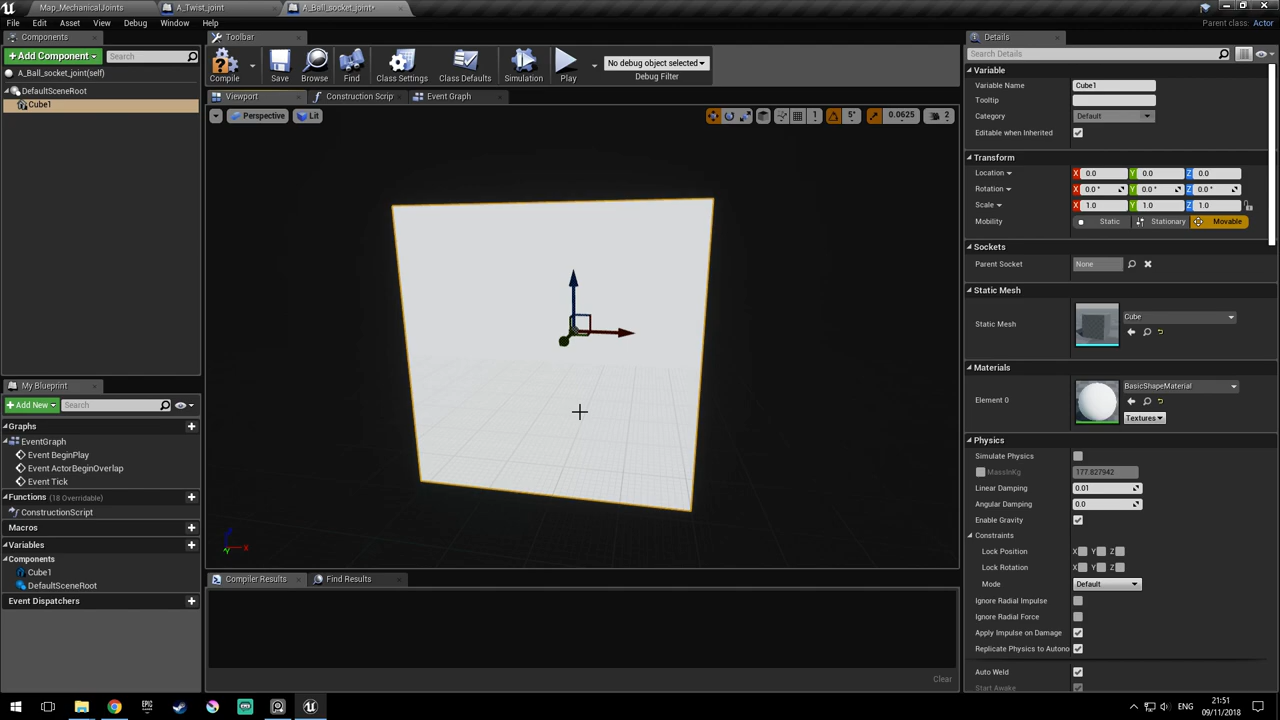 Map_MechanicalJoints
A_Twist_joint
A_Ball_socket_joint*
File Edit Asset View Debug Window Help
Parent class: Actor
Components
+ Add Component
Search
A_Ball_socket_joint(self)
DefaultSceneRoot
Cube1
Toolbar
Compile
Save
Browse
Find
Class Settings
Class Defaults
Simulation
Play
No debug object selected
Debug Filter
Viewport
Construction Scrip
Event Graph
Perspective
Lit
1
5°
0.0625
2
X
My Blueprint
+ Add New
Search
Graphs
EventGraph
Event BeginPlay
Event ActorBeginOverlap
Event Tick
Functions (18 Overridable)
ConstructionScript
Macros
Variables
Components
Cube1
DefaultSceneRoot
Event Dispatchers
Compiler Results
Find Results
Clear
Details
Search Details
Variable
Variable Name Cube1
Tooltip
Category Default
Editable when Inherited
Transform
Location X 0.0 Y 0.0 Z 0.0
Rotation X 0.0 ° Y 0.0 ° Z 0.0 °
Scale X 1.0 Y 1.0 Z 1.0
Mobility Static Stationary Movable
Sockets
Parent Socket None
Static Mesh
Static Mesh Cube
Materials
Element 0 BasicShapeMaterial
Textures
Physics
Simulate Physics
MassInKg 177.827942
Linear Damping 0.01
Angular Damping 0.0
Enable Gravity
Constraints
Lock Position X Y Z
Lock Rotation X Y Z
Mode Default
Ignore Radial Impulse
Ignore Radial Force
Apply Impulse on Damage
Replicate Physics to Autono
Auto Weld
Start Awake
EPIC
ENG
21:51
09/11/2018